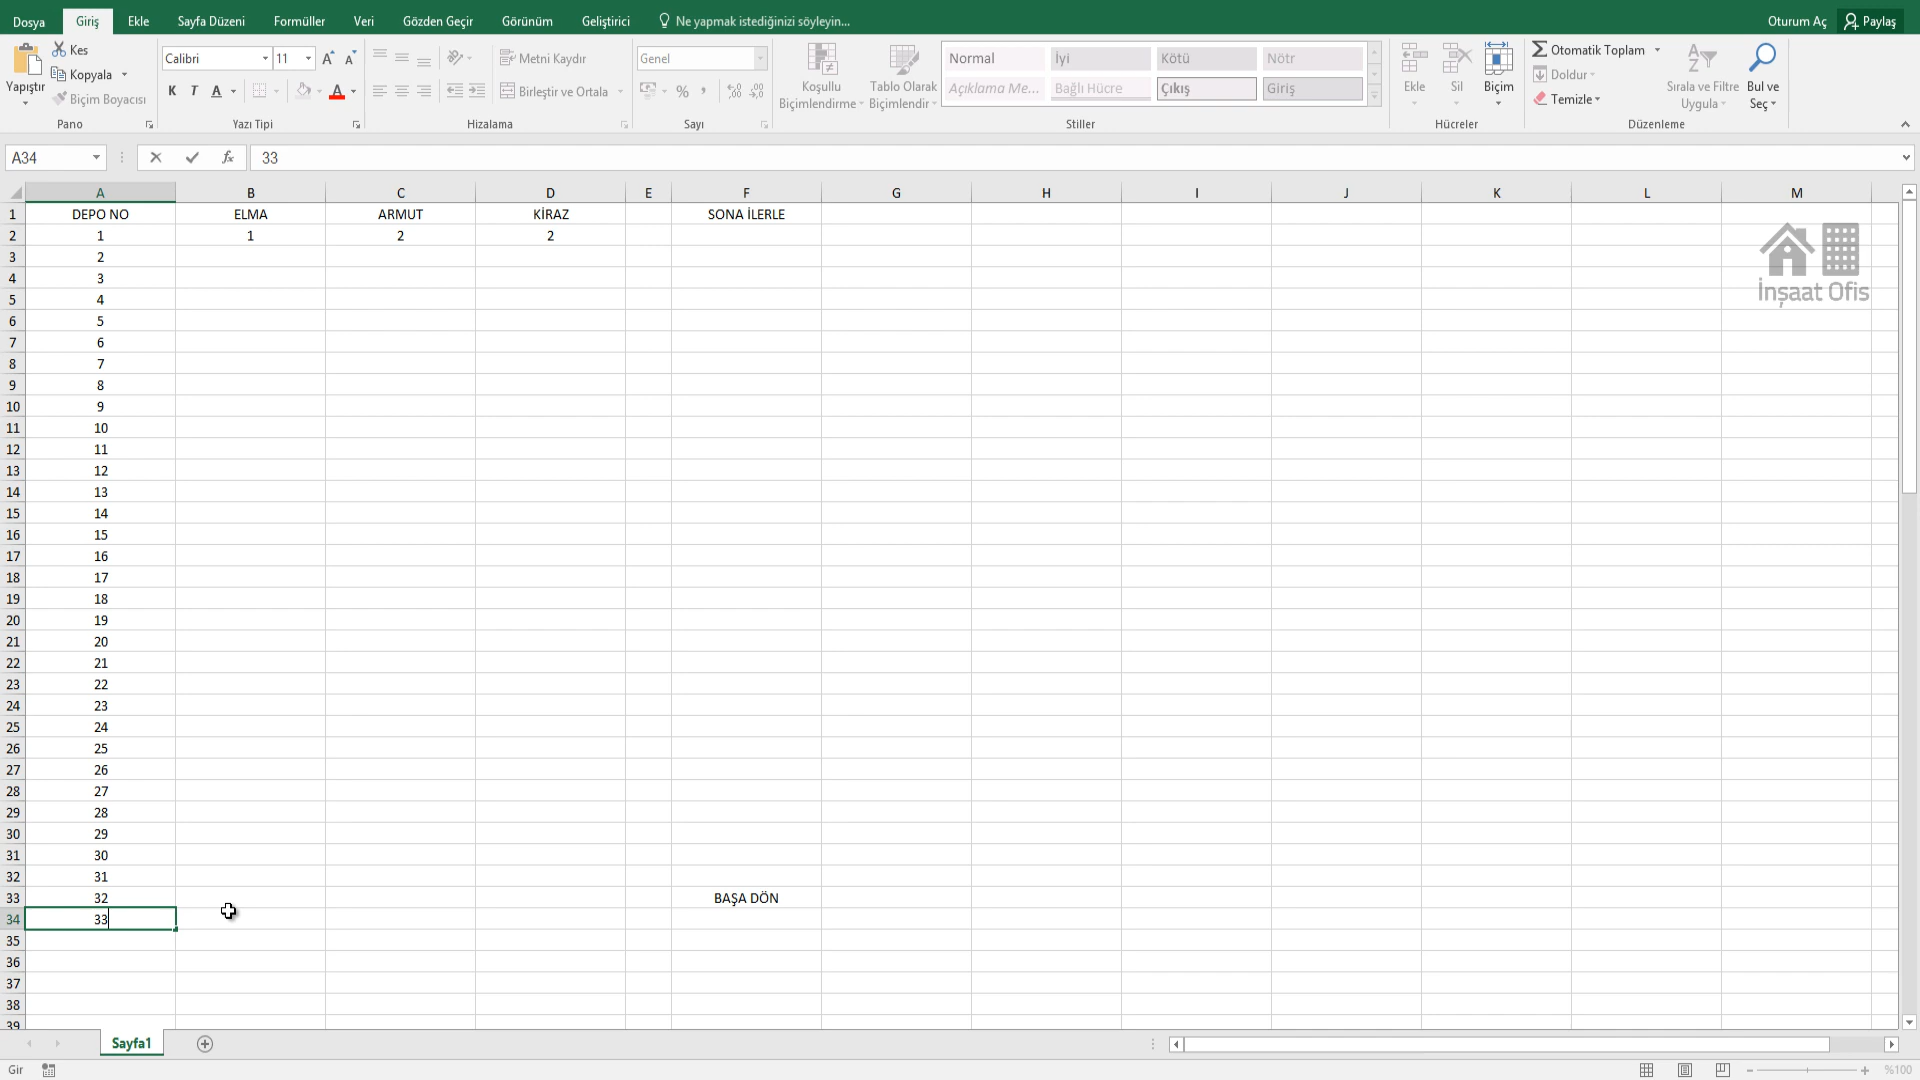 Dosya Giriş Ekle Sayfa Düzeni Formüller Veri Gözden Geçir Görünüm Geliştirici Ne yapmak istediğinizi söyleyin... Oturum Aç Paylaş
Yapıştır Kes
Kopyala
Biçim Boyacısı
Pano
Calibri 11
K T A
Yazı Tipi
Metni Kaydır
Birleştir ve Ortala
Hizalama
Genel
Sayı
Koşullu Biçimlendirme
Tablo Olarak Biçimlendir
Normal İyi Kötü Nötr
Açıklama Me... Bağlı Hücre Çıkış Giriş
Stiller
Ekle Sil Biçim
Hücreler
Otomatik Toplam
Doldur
Temizle
Sırala ve Filtre Uygula
Bul ve Seç
Düzenleme
A34 fx 33
A B C D E F G H I J K L M
1 DEPO NO ELMA ARMUT KİRAZ SONA İLERLE
2 1 1 2 2
3 2
4 3
5 4
6 5
7 6
8 7
9 8
10 9
11 10
12 11
13 12
14 13
15 14
16 15
17 16
18 17
19 18
20 19
21 20
22 21
23 22
24 23
25 24
26 25
27 26
28 27
29 28
30 29
31 30
32 31
33 32 BAŞA DÖN
34 33
35
36
37
38
39
İnşaat Ofis
Sayfa1
Gir %100